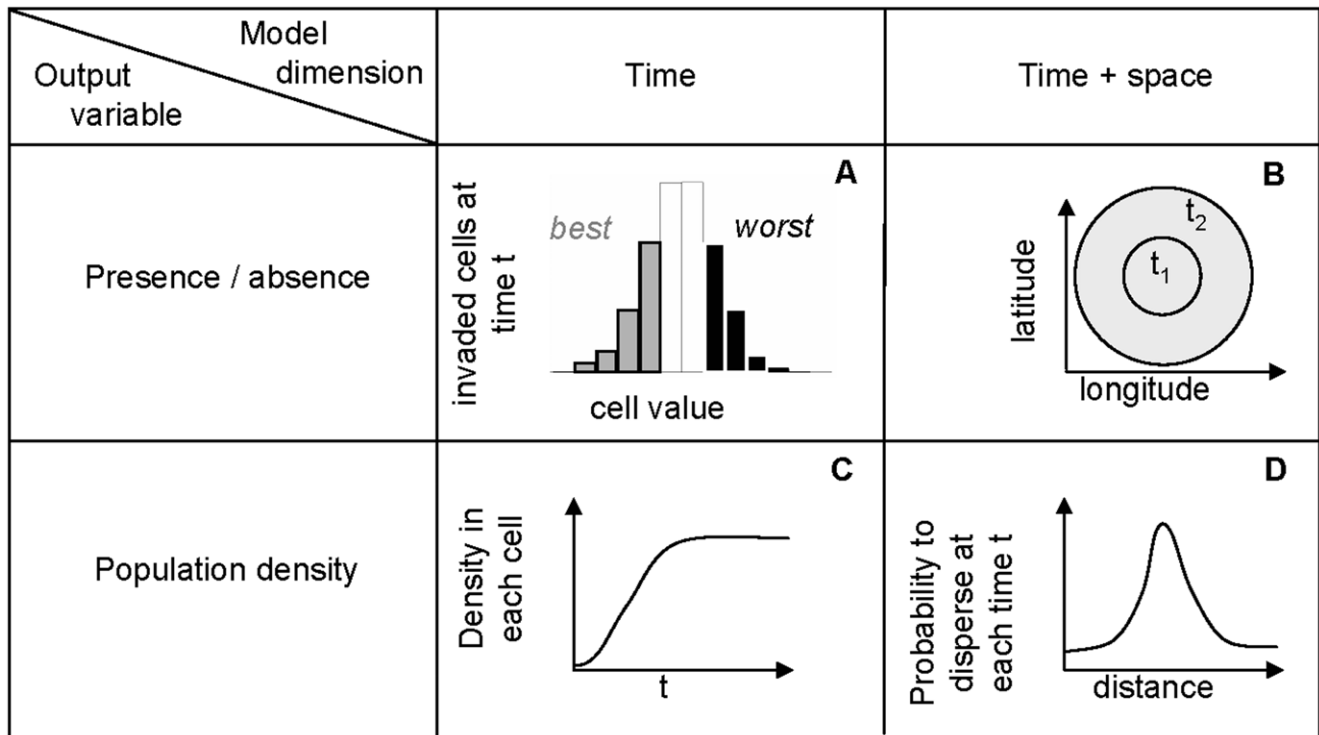 Model
dimension
Output
variable
Time
Time + space
Presence / absence
A
invaded cells at
time t
best
worst
cell value
B
latitude
t2
t1
longitude
Population density
C
Density in
each cell
t
D
Probability to
disperse at
each time t
distance